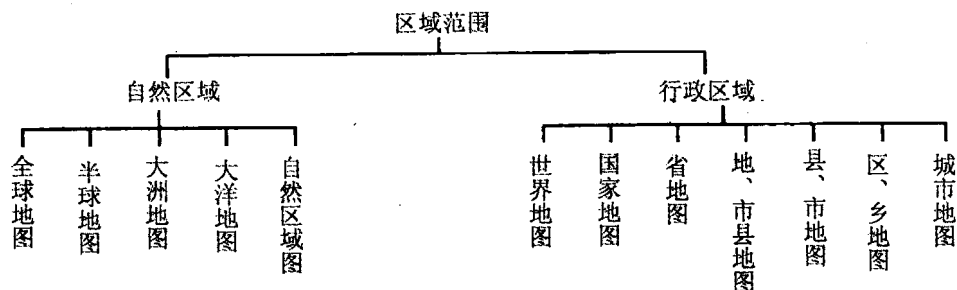 区域范围
自然区域
行政区域
全球地图
半球地图
大洲地图
大洋地图
自然区域图
世界地图
国家地图
省地图
地、市县地图
县、市地图
区、乡地图
城市地图